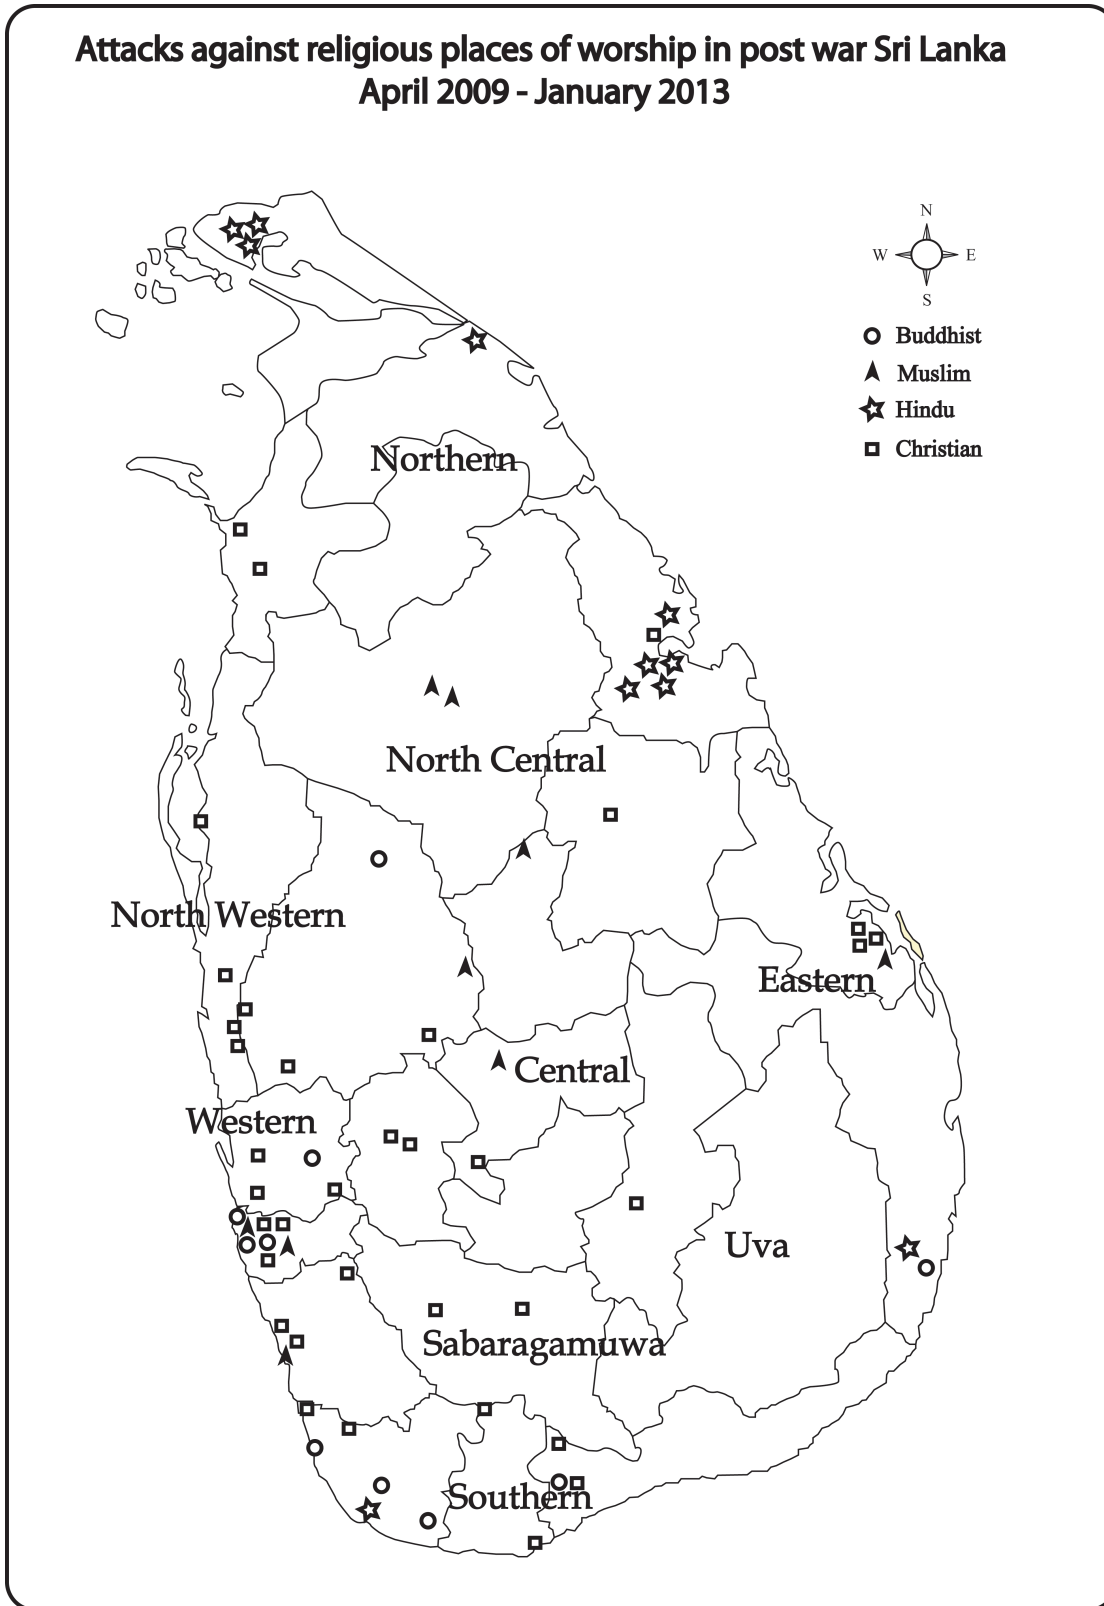 Attacks against religious places of worship in post war Sri Lanka
April 2009 - January 2013
N
W E
S
Buddhist
Muslim
Hindu
Christian
Northern
North Central
North Western
Eastern
Central
Western
Uva
Sabaragamuwa
Southern